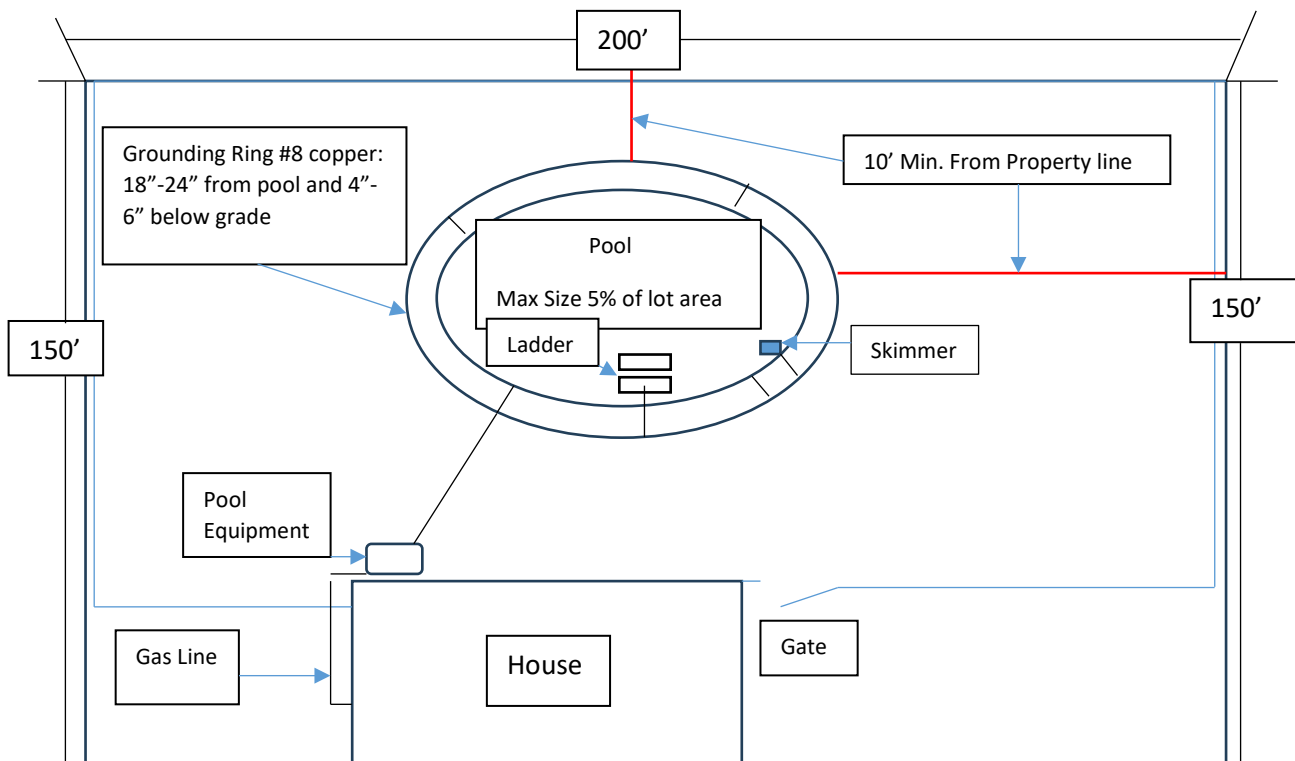 200’
Grounding Ring #8 copper:
18”-24” from pool and 4”-
6” below grade
10’ Min. From Property line
Pool
Max Size 5% of lot area
150’
150’
Ladder
Skimmer
Pool
Equipment
Gas Line
House
Gate